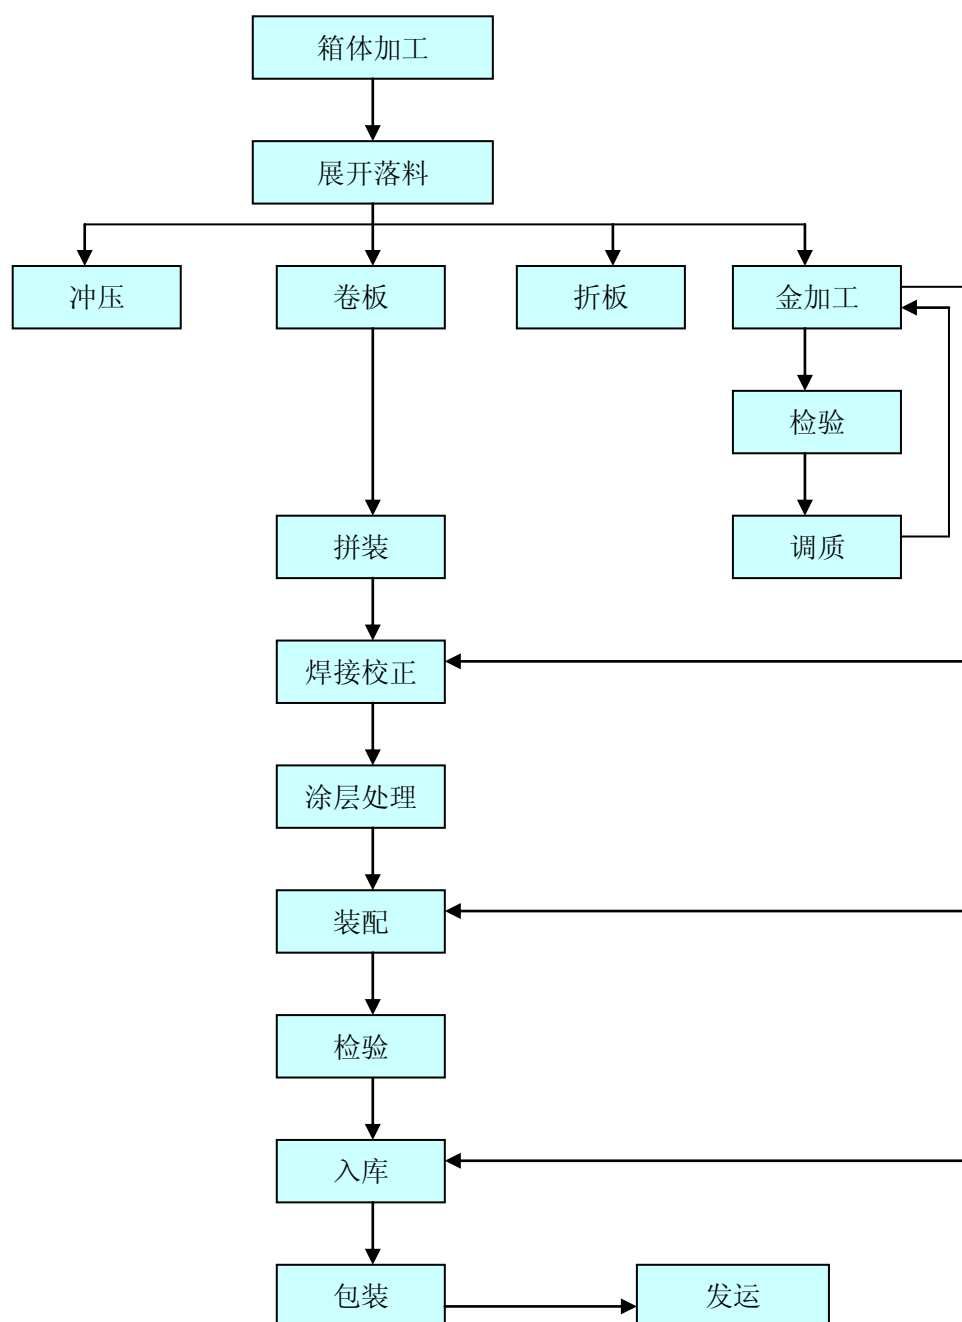 箱体加工
展开落料
冲压
卷板
折板
金加工
检验
调质
拼装
焊接校正
涂层处理
装配
检验
入库
包装
发运